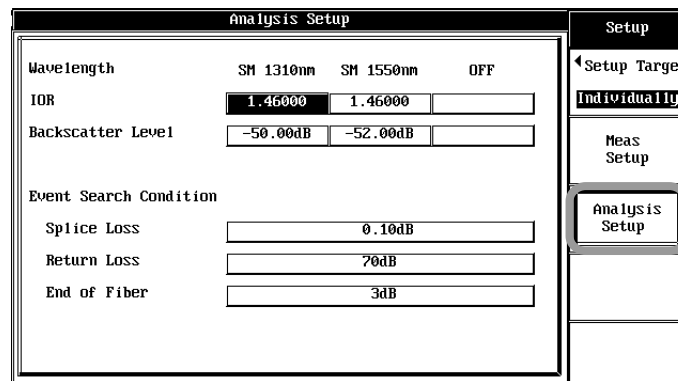 Analysis Setup
Wavelength SM 1310nm SM 1550nm OFF
IOR 1.46000 1.46000
Backscatter Level -50.00dB -52.00dB
Event Search Condition
Splice Loss 0.10dB
Return Loss 70dB
End of Fiber 3dB
Setup
Setup Targe
Individually
Meas
Setup
Analysis
Setup